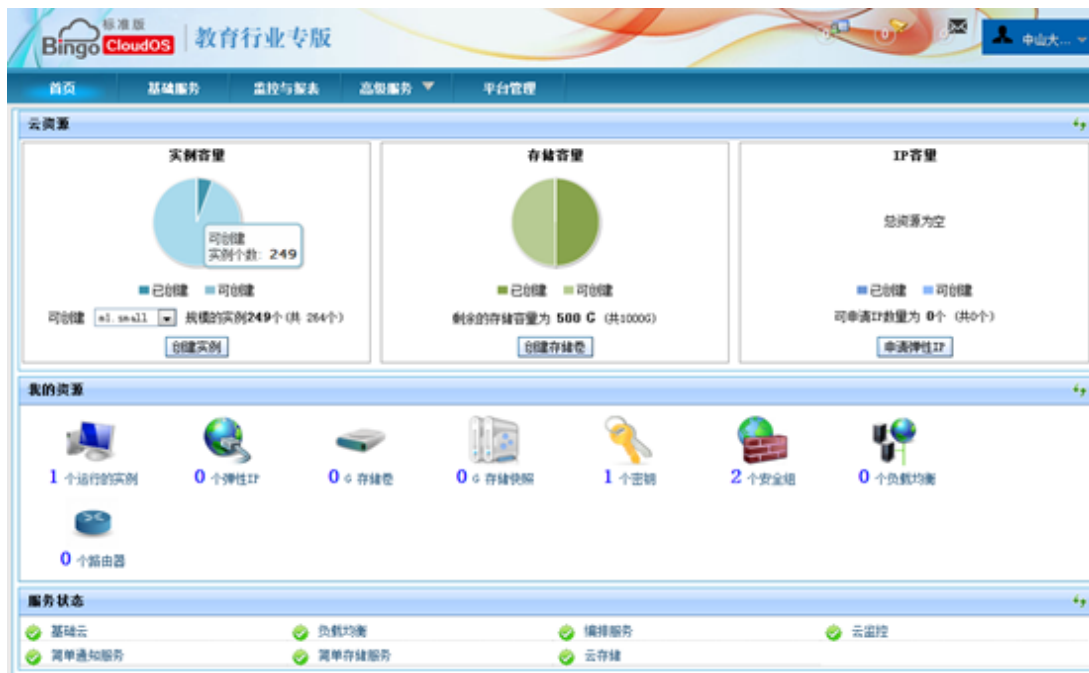 标准版
Bingo CloudOS
教育行业专版
0
0
0
中山大...
首页 基础服务 监控与报表 高级服务 平台管理
云资源
实例容量 存储容量 IP容量
可创建
实例个数: 249
总资源为空
已创建 可创建 已创建 可创建 已创建 可创建
可创建 m1.small 规模的实例249个(共 264个) 剩余的存储容量为 500 G (共1000G) 可申请IP数量为 0个 (共0个)
创建实例 创建存储卷 申请弹性IP
我的资源
1 个运行的实例 0 个弹性IP 0 G 存储卷 0 G 存储快照 1 个密钥 2 个安全组 0 个负载均衡
0 个路由器
服务状态
基础云 负载均衡 编排服务 云监控
简单通知服务 简单存储服务 云存储